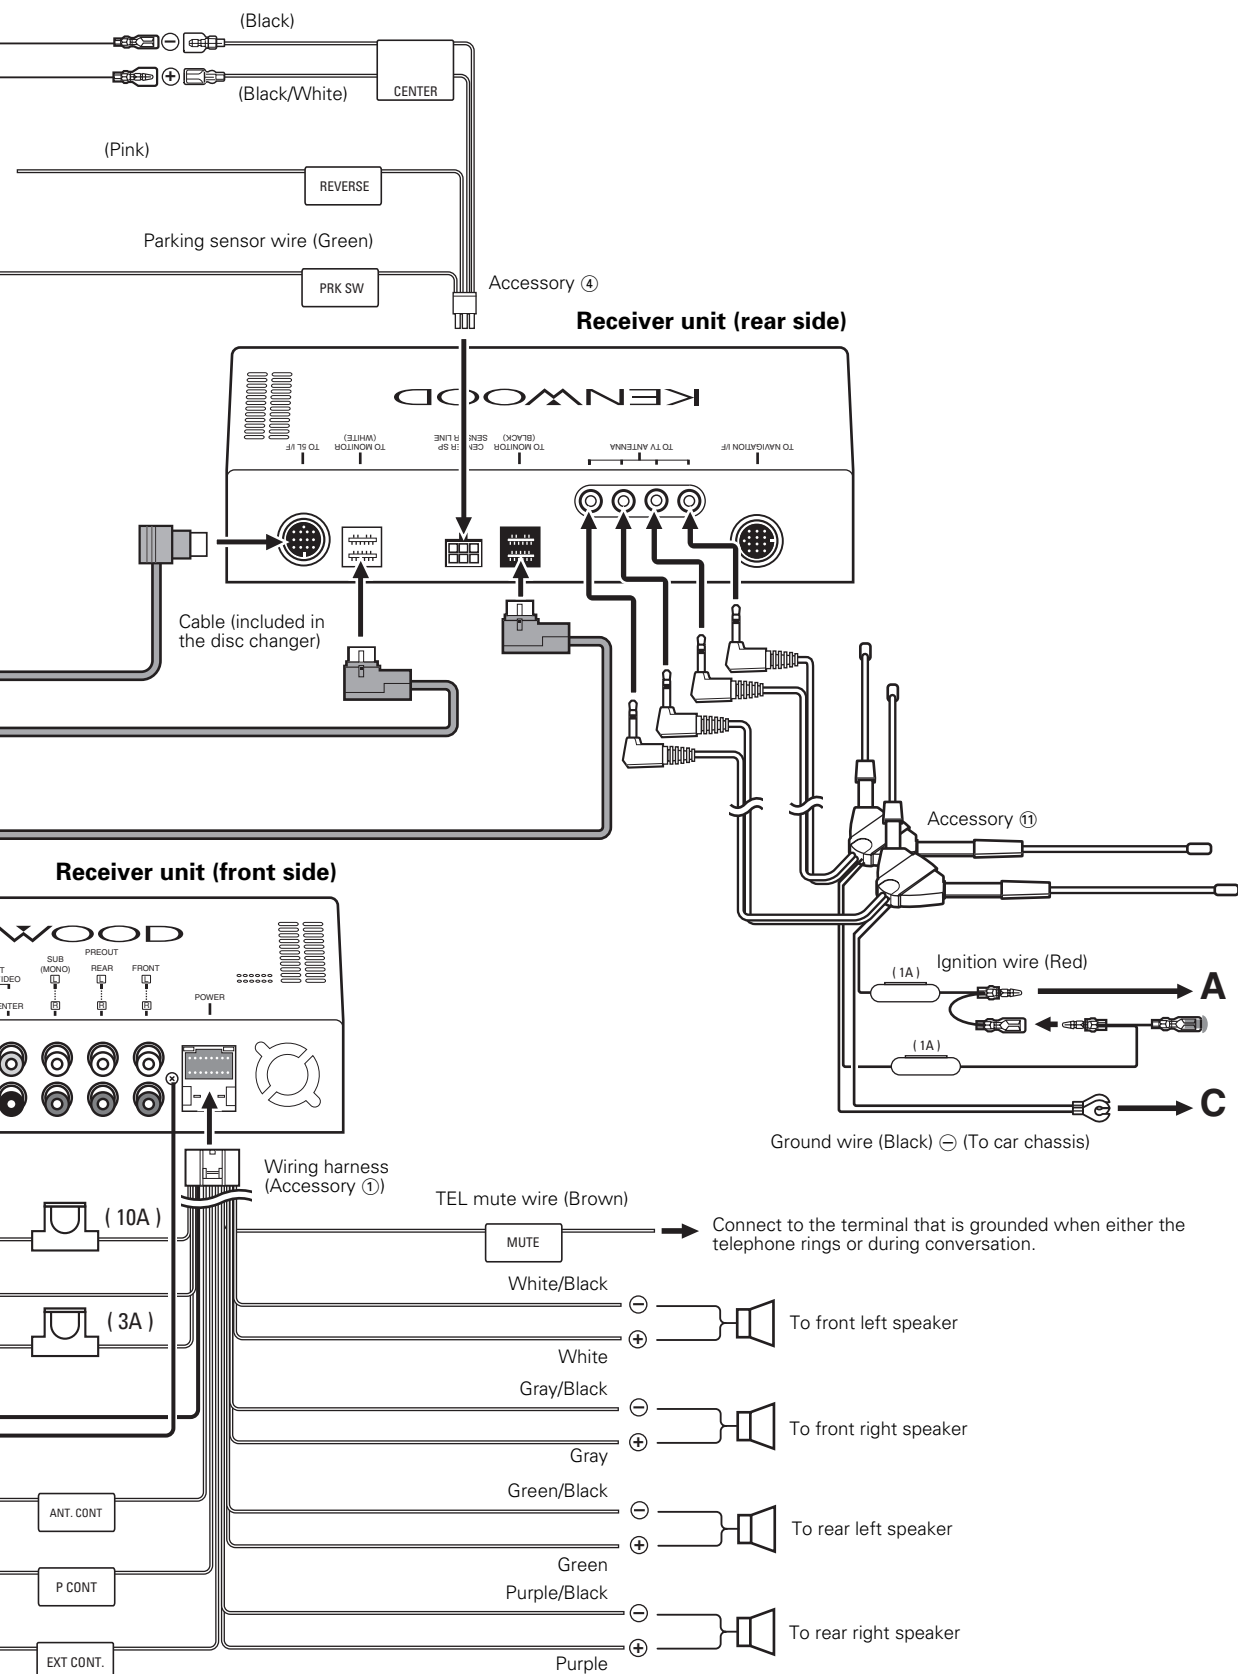 (Black)
CENTER
(Black/White)
(Pink)
REVERSE
Parking sensor wire (Green)
PRK SW
Accessory ④
Receiver unit (rear side)
KENWOOD
TO 5L I/F
TO MONITOR
(WHITE)
CENTER SP
TO MONITOR
(BLACK)
TO TV ANTENNA
TO NAVIGATION I/F
Cable (included in
the disc changer)
Accessory ⑪
Receiver unit (front side)
WOOD
PREOUT
SUB
(MONO)
REAR
FRONT
L
L
L
POWER
R
R
R
Ignition wire (Red)
(1A)
A
(1A)
C
Ground wire (Black) ⊖ (To car chassis)
Wiring harness
(Accessory ①)
TEL mute wire (Brown)
(10A)
MUTE
Connect to the terminal that is grounded when either the
telephone rings or during conversation.
White/Black
⊖
(3A)
To front left speaker
⊕
White
Gray/Black
⊖
To front right speaker
⊕
Gray
Green/Black
⊖
ANT. CONT
To rear left speaker
⊕
Green
P CONT
Purple/Black
⊖
To rear right speaker
⊕
EXT CONT.
Purple